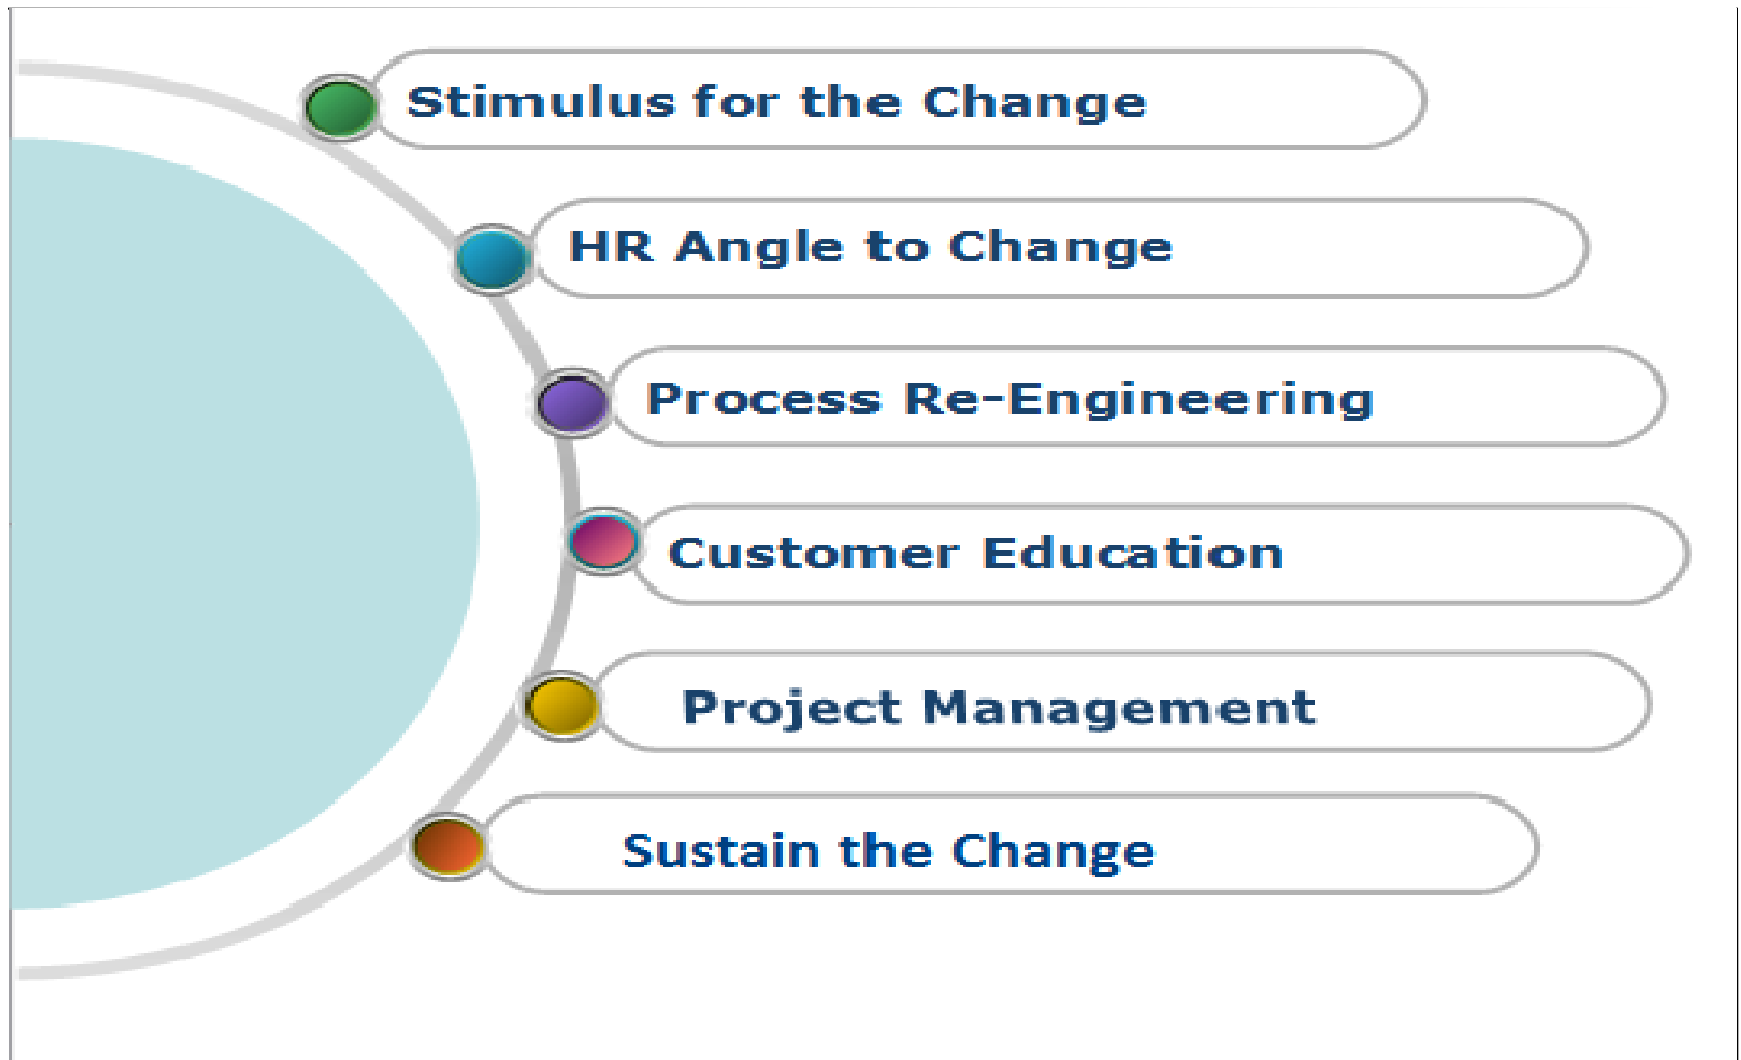 Stimulus for the Change
HR Angle to Change
Process Re-Engineering
Customer Education
Project Management
Sustain the Change